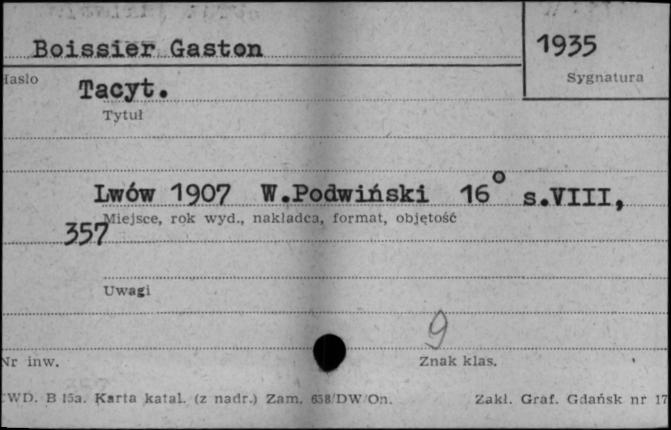 Boissier Gaston
1935
Hasło
Sygnatura
Tacyt.
Tytuł
Lwów 1907 W.Podwiński 16° s.VIII,
Miejsce, rok wyd., nakładca, format, objętość
357
Uwagi
9
Nr inw.
Znak klas.
WD. B 15a. Karta katal. (z nadr.) Zam. 658/DW/On.
Zakł. Graf. Gdańsk nr 17